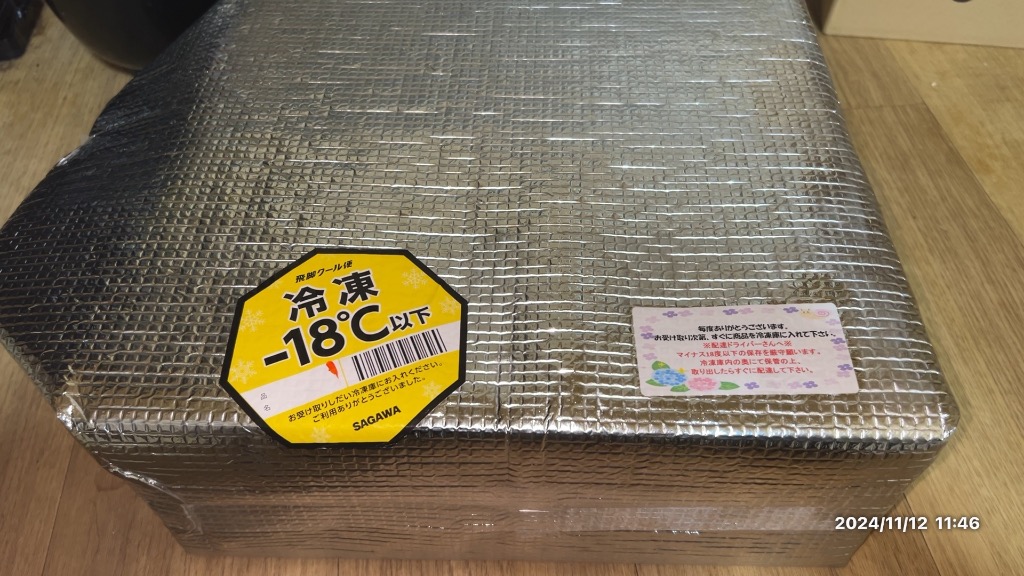 飛脚クール便
冷凍
-18℃以下
品名
お受け取りしだい冷凍庫にお入れください。
ご利用ありがとうございました。
SAGAWA
毎度ありがとうございます。
お受け取り次第、すぐに商品を冷凍庫に入れて下さい。
※配達ドライバーさんへ※
マイナス18度以下の保存を厳守願います。
冷凍庫内の奥にて保管の上、
取り出したらすぐに配達して下さい。
2024/11/12 11:46